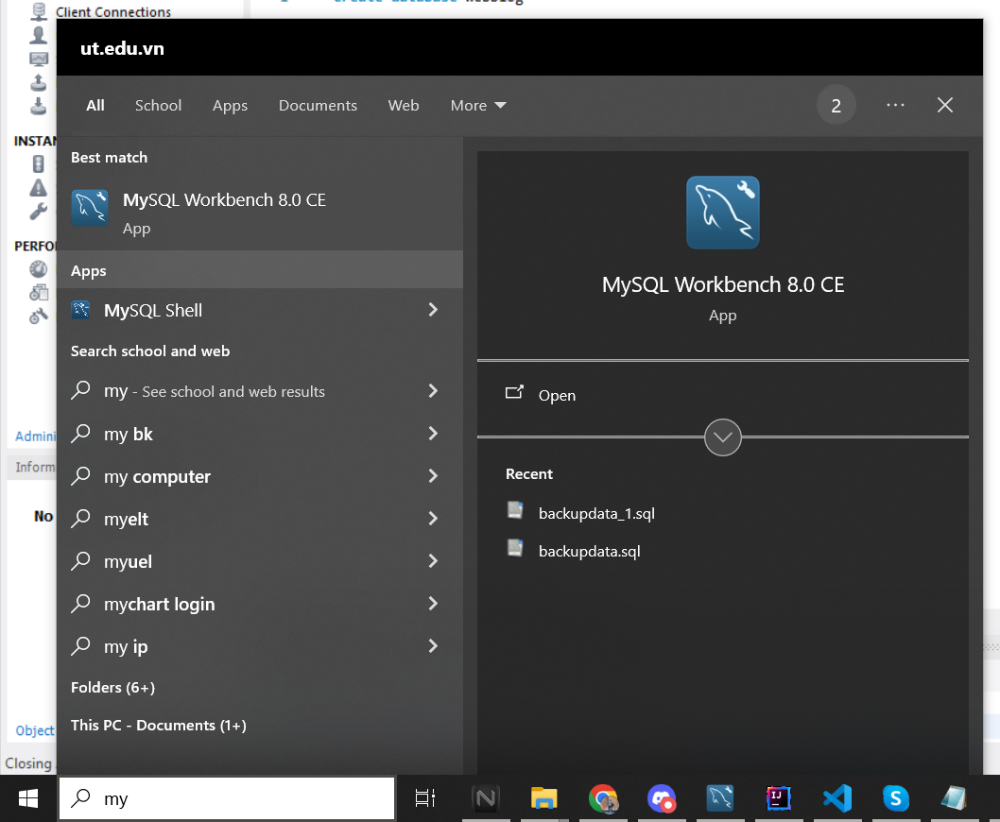 Client Connections
create database
ut.edu.vn
All School Apps Documents Web More 2 ...
Best match
MySQL Workbench 8.0 CE
App
Apps
MySQL Shell
Search school and web
my - See school and web results
my bk
my computer
myelt
myuel
mychart login
my ip
Folders (6+)
This PC - Documents (1+)
MySQL Workbench 8.0 CE
App
Open
Recent
backupdata_1.sql
backupdata.sql
INSTAN
PERFO
Admini
Inform
No
Object
Closing
my